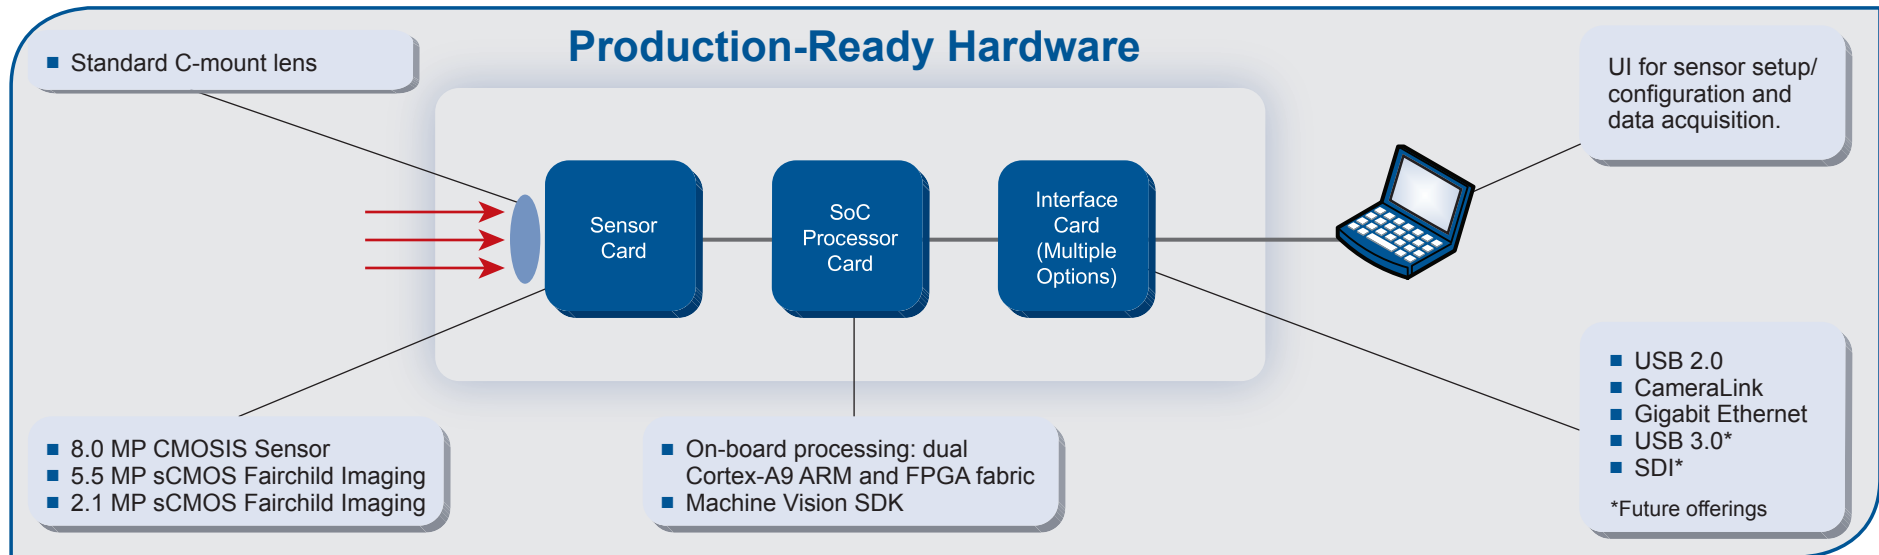 Production-Ready Hardware
■ Standard C-mount lens
UI for sensor setup/
configuration and
data acquisition.
Sensor
Card
SoC
Processor
Card
Interface
Card
(Multiple
Options)
■ 8.0 MP CMOSIS Sensor
■ 5.5 MP sCMOS Fairchild Imaging
■ 2.1 MP sCMOS Fairchild Imaging
■ On-board processing: dual
Cortex-A9 ARM and FPGA fabric
■ Machine Vision SDK
■ USB 2.0
■ CameraLink
■ Gigabit Ethernet
■ USB 3.0*
■ SDI*
*Future offerings